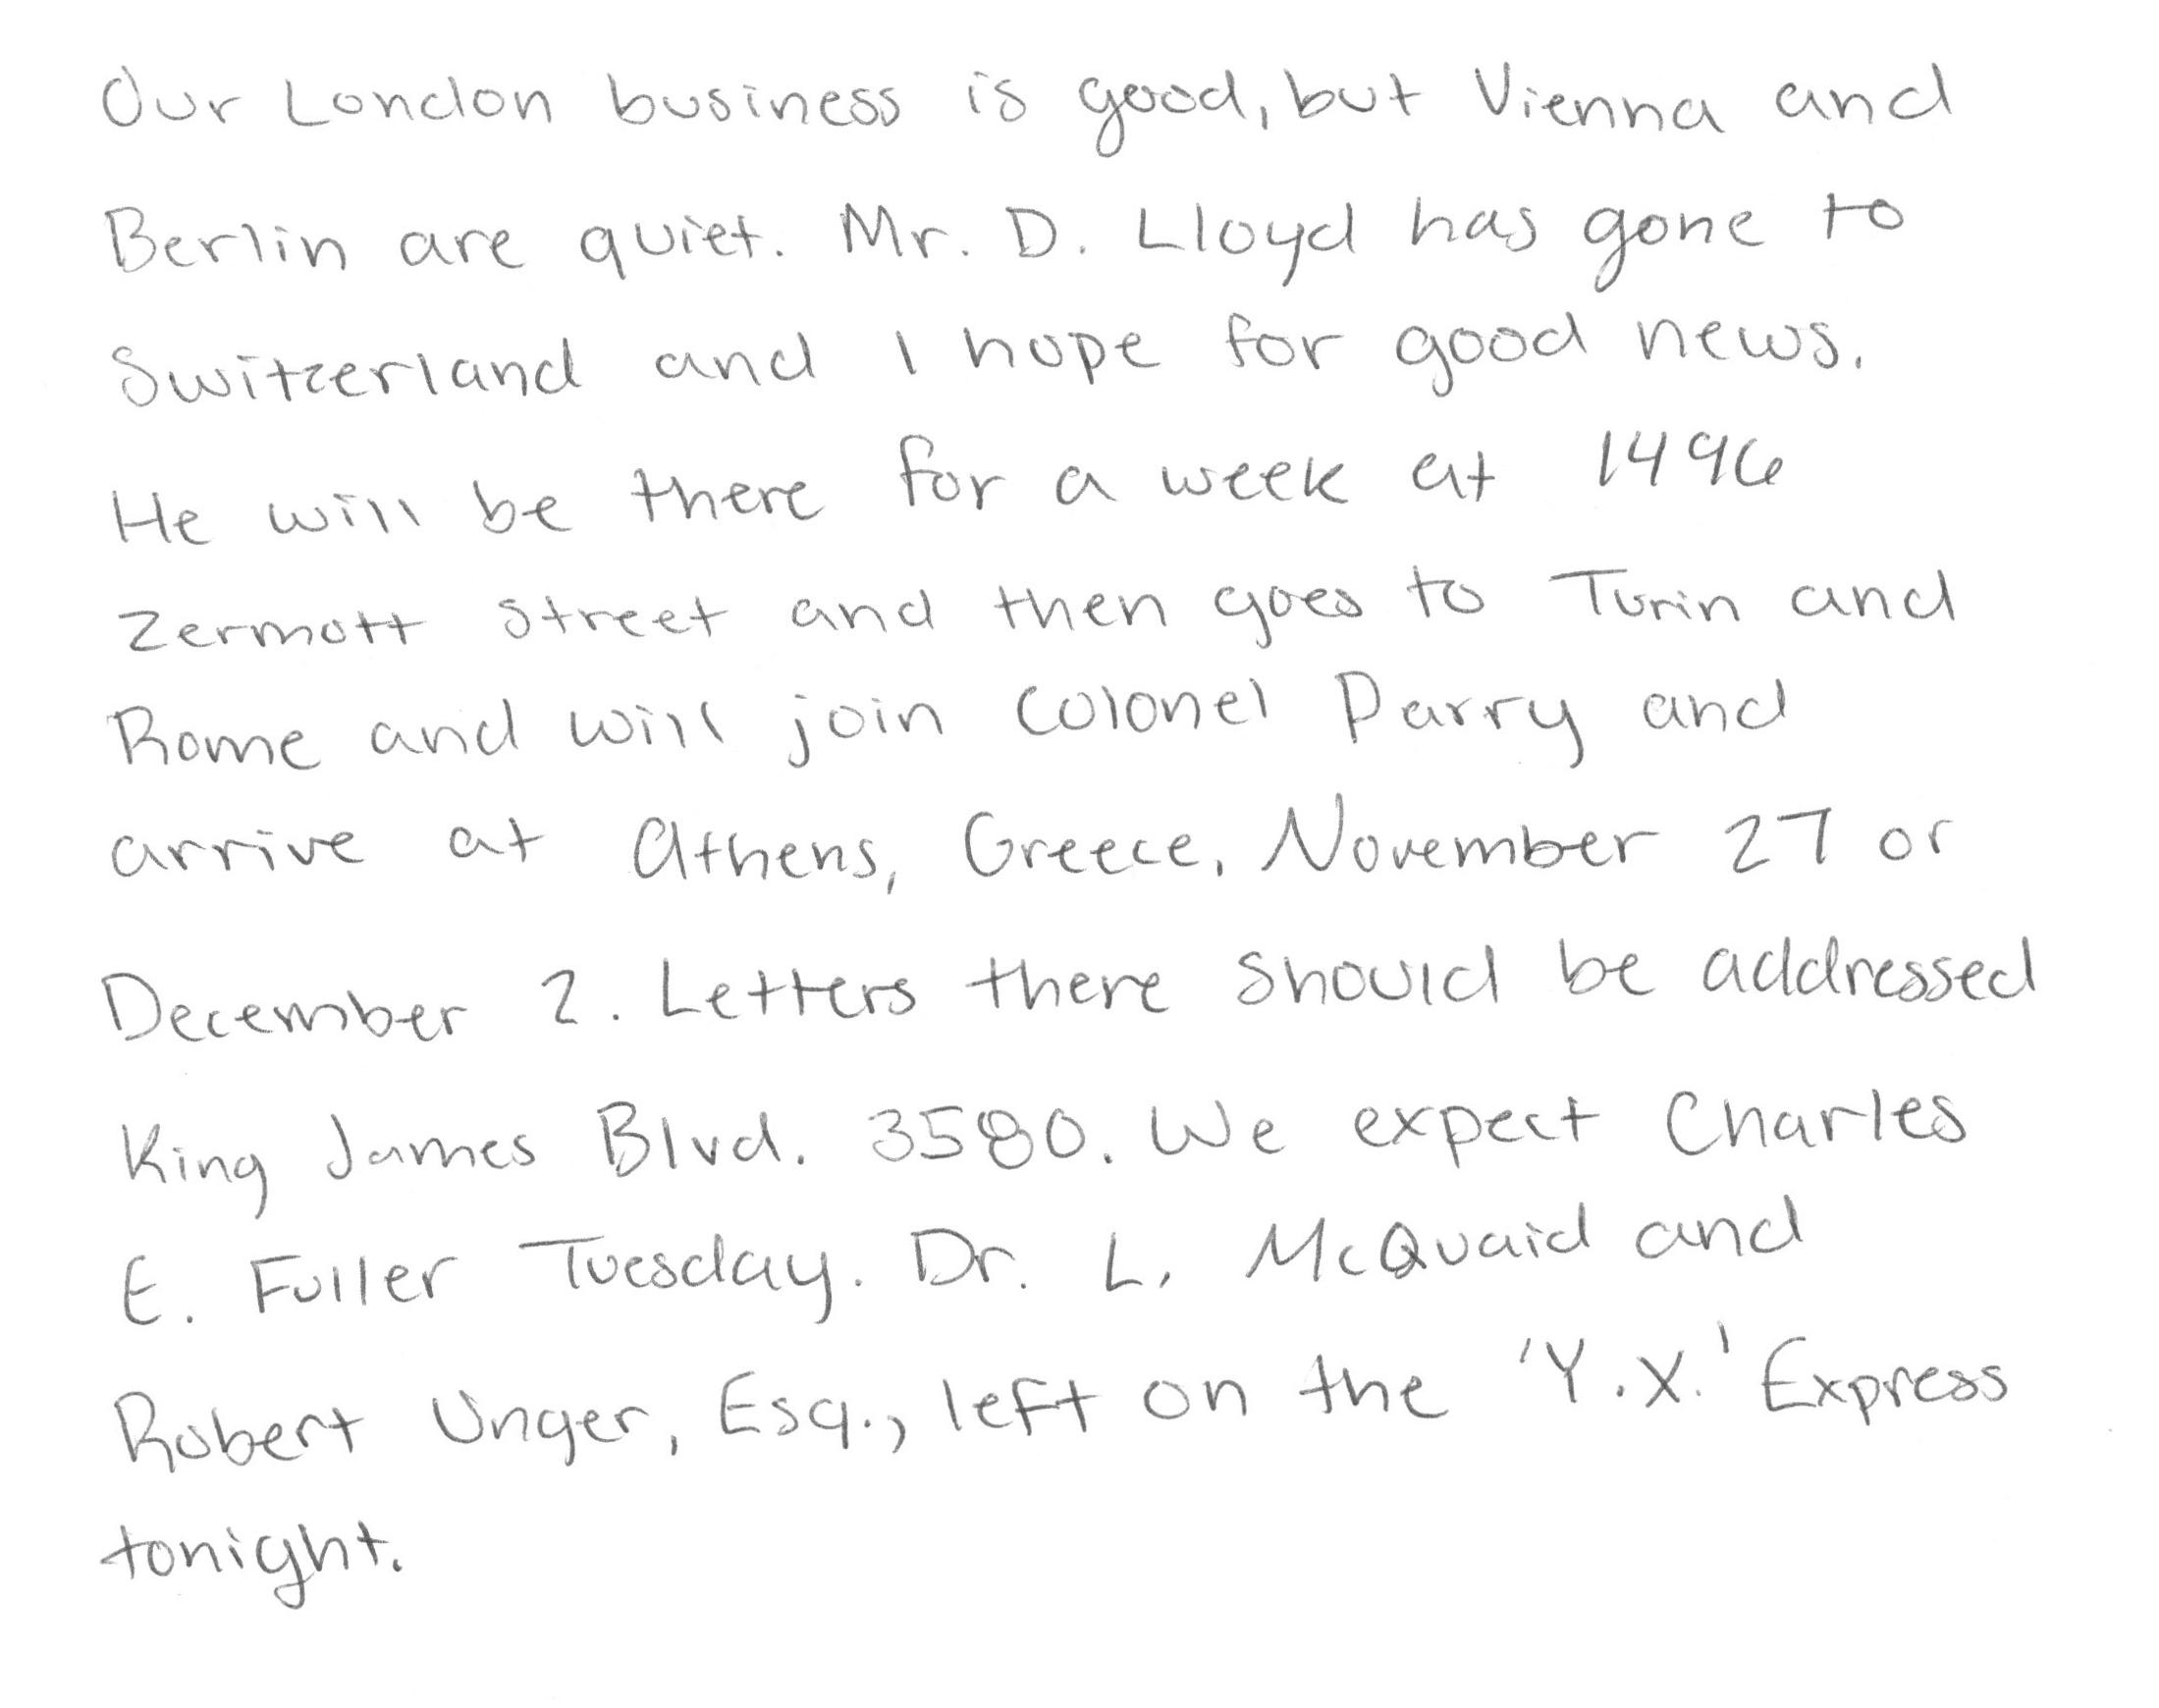 Our London business is good, but Vienna and
Berlin are quiet. Mr. D. Lloyd has gone to
Switzerland and I hope for good news.
He will be there for a week at 1496
Zermott Street and then goes to Turin and
Rome and will join Colonel Parry and
arrive at Athens, Greece, November 27 or
December 2. Letters there should be addressed
King James Blvd. 3580. We expect Charles
E. Fuller Tuesday. Dr. L. McQuaid and
Robert Unger, Esq., left on the 'Y.X.' Express
tonight.